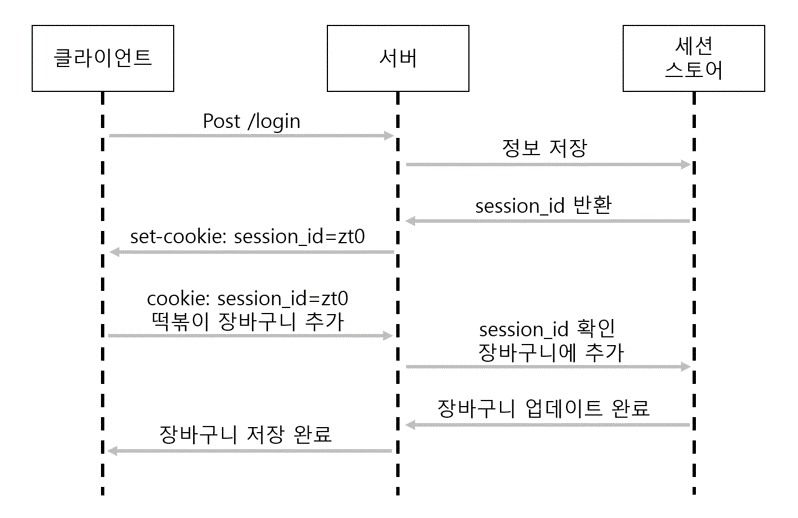 클라이언트
서버
세션
스토어
Post /login
정보 저장
session_id 반환
set-cookie: session_id=zt0
cookie: session_id=zt0
떡볶이 장바구니 추가
session_id 확인
장바구니에 추가
장바구니 업데이트 완료
장바구니 저장 완료